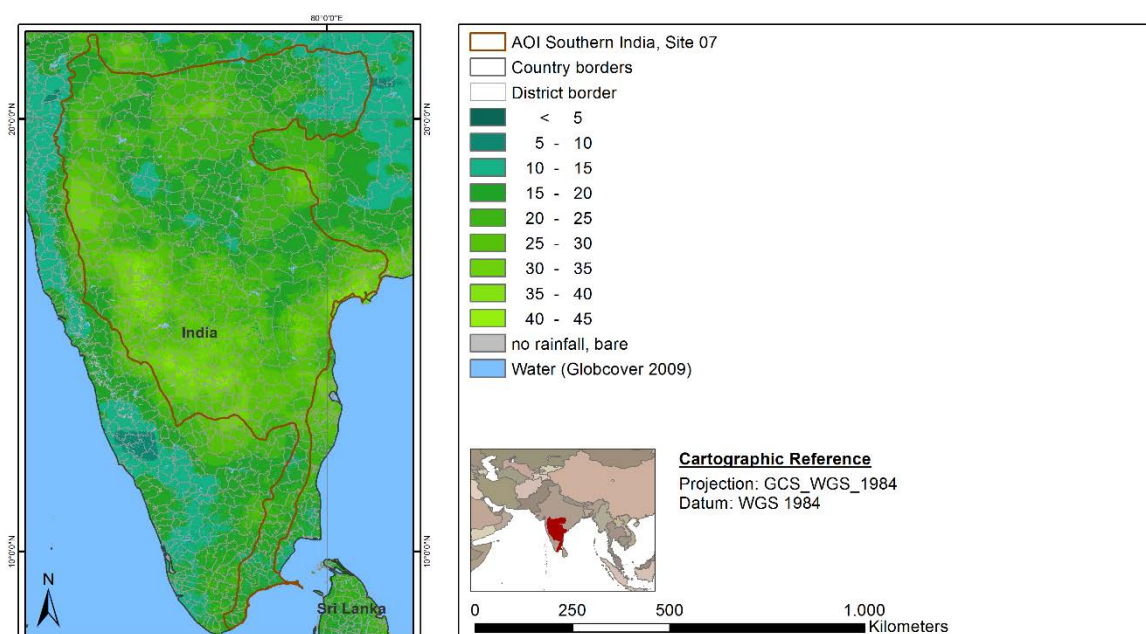 80°0'0"E
20°0'0"N
20°0'0"N
India
10°0'0"N
10°0'0"N
N
Sri Lanka
AOI Southern India, Site 07
Country borders
District border
< 5
5 - 10
10 - 15
15 - 20
20 - 25
25 - 30
30 - 35
35 - 40
40 - 45
no rainfall, bare
Water (Globcover 2009)
Cartographic Reference
Projection: GCS_WGS_1984
Datum: WGS 1984
0 250 500 1.000
Kilometers